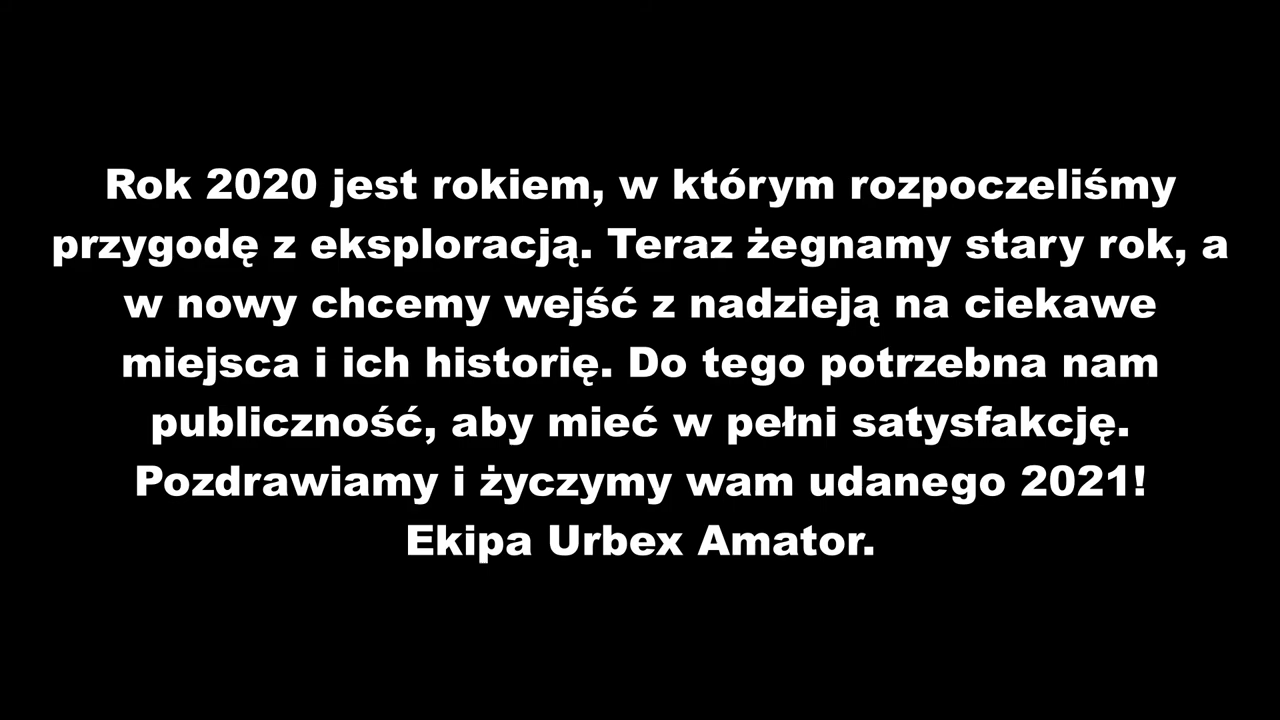 Rok 2020 jest rokiem, w którym rozpoczeliśmy
przygodę z eksploracją. Teraz żegnamy stary rok, a
w nowy chcemy wejść z nadzieją na ciekawe
miejsca i ich historię. Do tego potrzebna nam
publiczność, aby mieć w pełni satysfakcję.
Pozdrawiamy i życzymy wam udanego 2021!
Ekipa Urbex Amator.